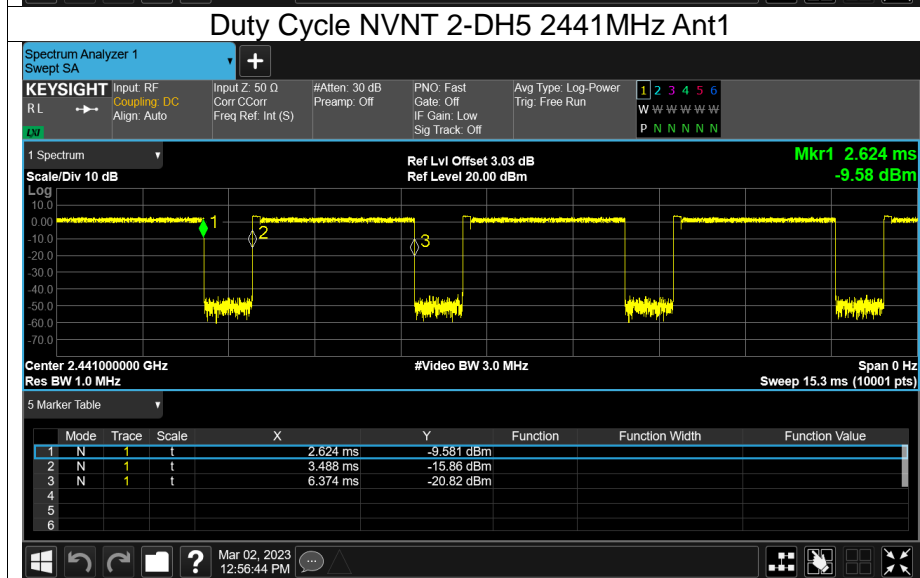 Duty Cycle NVNT 2-DH5 2441MHz Ant1
Spectrum Analyzer 1
Swept SA
+
KEYSIGHT Input: RF Input Z: 50 Ω #Atten: 30 dB PNO: Fast Avg Type: Log-Power 1 2 3 4 5 6
RL Coupling: DC Corr CCorr Preamp: Off Gate: Off Trig: Free Run W W W W W W
Align: Auto Freq Ref: Int (S) IF Gain: Low
LXI Sig Track: Off P N N N N N
1 Spectrum Ref Lvl Offset 3.03 dB Mkr1 2.624 ms
Scale/Div 10 dB Ref Level 20.00 dBm -9.58 dBm
Log
10.0
0.00 1
-10.0 2 3
-20.0
-30.0
-40.0
-50.0
-60.0
-70.0
Center 2.441000000 GHz #Video BW 3.0 MHz Span 0 Hz
Res BW 1.0 MHz Sweep 15.3 ms (10001 pts)
5 Marker Table
Mode Trace Scale X Y Function Function Width Function Value
1 N 1 t 2.624 ms -9.581 dBm
2 N 1 t 3.488 ms -15.86 dBm
3 N 1 t 6.374 ms -20.82 dBm
4
5
6
? Mar 02, 2023
12:56:44 PM